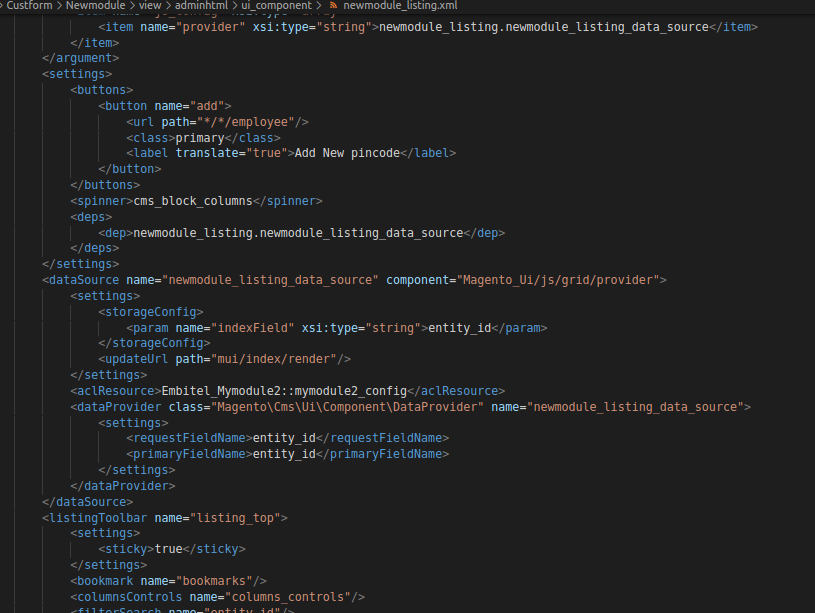 Custform > Newmodule > view > adminhtml > ui_component > newmodule_listing.xml
<item name="provider" xsi:type="string">newmodule_listing.newmodule_listing_data_source</item>
</item>
</argument>
<settings>
<buttons>
<button name="add">
<url path="*/*/employee"/>
<class>primary</class>
<label translate="true">Add New pincode</label>
</button>
</buttons>
<spinner>cms_block_columns</spinner>
<deps>
<dep>newmodule_listing.newmodule_listing_data_source</dep>
</deps>
</settings>
<dataSource name="newmodule_listing_data_source" component="Magento_Ui/js/grid/provider">
<settings>
<storageConfig>
<param name="indexField" xsi:type="string">entity_id</param>
</storageConfig>
<updateUrl path="mui/index/render"/>
</settings>
<aclResource>Embitel_Mymodule2::mymodule2_config</aclResource>
<dataProvider class="Magento\Cms\Ui\Component\DataProvider" name="newmodule_listing_data_source">
<settings>
<requestFieldName>entity_id</requestFieldName>
<primaryFieldName>entity_id</primaryFieldName>
</settings>
</dataProvider>
</dataSource>
<listingToolbar name="listing_top">
<settings>
<sticky>true</sticky>
</settings>
<bookmark name="bookmarks"/>
<columnsControls name="columns_controls"/>
<filterSearch name="entity_id"/>